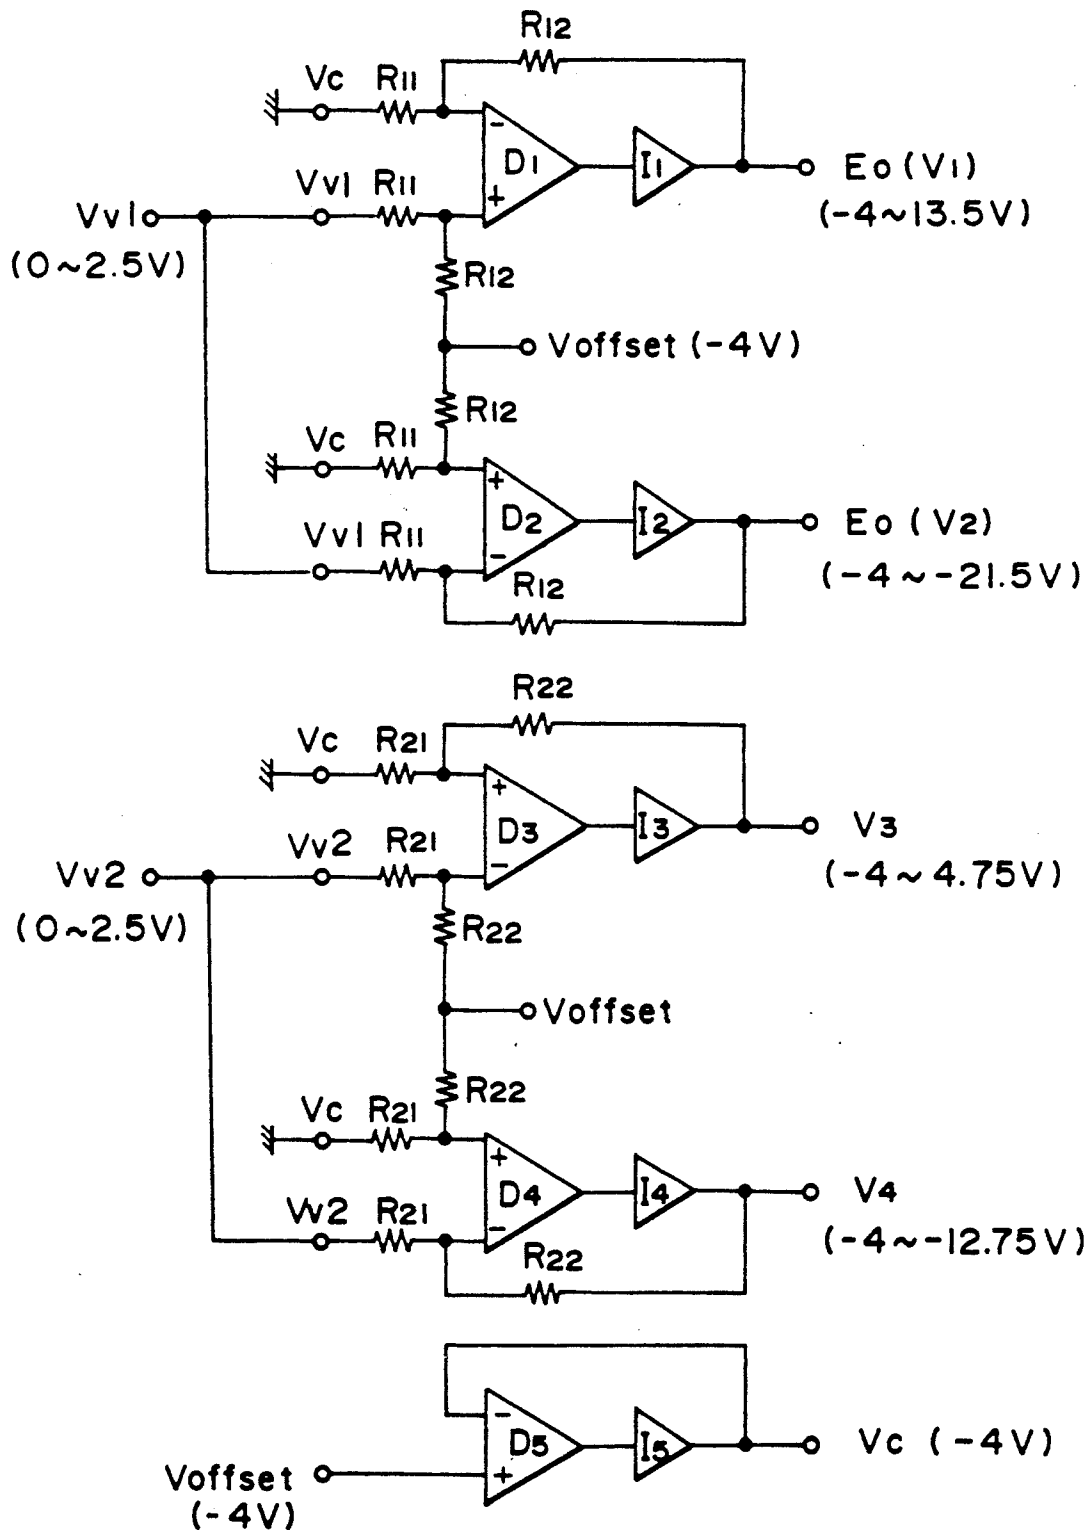 R12
Vc R11
- D1 I1 Eo (V1)
+
(-4~13.5V)
Vv1 Vv1 R11
(0~2.5V)
R12
Voffset (-4V)
R12
Vc R11
+
D2 I2 Eo (V2)
-
(-4~-21.5V)
Vv1 R11
R12
R22
Vc R21
+
D3 I3 V3
-
(-4~4.75V)
Vv2 Vv2 R21
(0~2.5V)
R22
Voffset
R22
Vc R21
+
D4 I4 V4
-
(-4~-12.75V)
Vv2 R21
R22
-
D5 I5 Vc (-4V)
+
Voffset
(-4V)